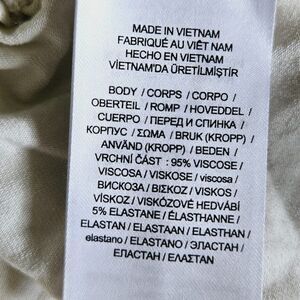 MADE IN VIETNAM
FABRIQUÉ AU VIÊT NAM
HECHO EN VIETNAM
VİETNAM'DA ÜRETİLMİŞTİR
BODY / CORPS / CORPO /
OBERTEIL / ROMP / HOVEDDEL /
CUERPO / ПЕРЕД И СПИНКА /
КОРПУС / ΣΩΜΑ / BRUK (KROPP) /
ANVÄND (KROPP) / BEDEN /
VRCHNÍ ČÁST : 95% VISCOSE /
VISCOSA / VISKOSE / viscosa /
ВИСКОЗА / ΒΙΣΚΟΖ / VISKOS /
VİSKOZ / VISKÓZOVÉ HEDVÁBÍ
5% ELASTANE / ÉLASTHANNE /
ELASTAN / ELASTAAN / ELASTHAN /
elastano / ELASTANO / ЭЛАСТАН /
ЕЛАСТАН / ΕΛΑΣΤΑΝ